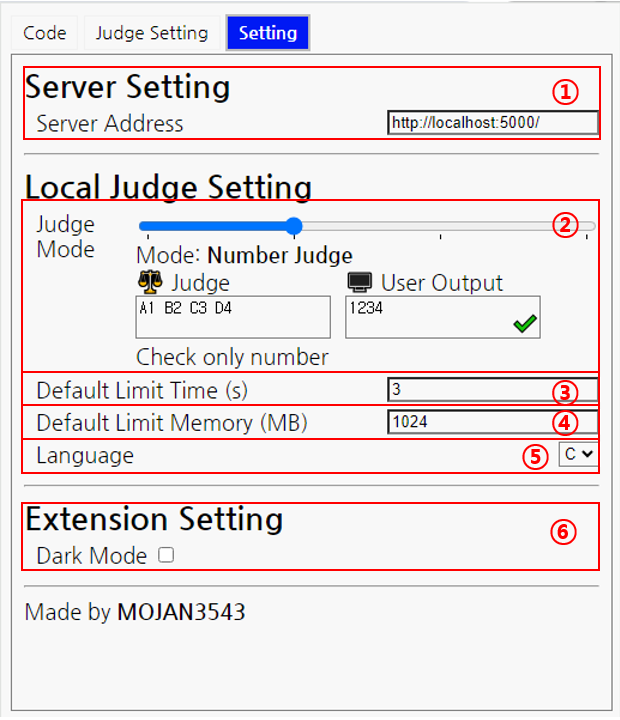 Code Judge Setting Setting
Server Setting ①
Server Address http://localhost:5000/
Local Judge Setting
Judge Mode ②
Mode: Number Judge
Judge User Output
A1 B2 C3 D4 1234
Check only number
Default Limit Time (s) 3 ③
Default Limit Memory (MB) 1024 ④
Language ⑤ C
Extension Setting ⑥
Dark Mode
Made by MOJAN3543